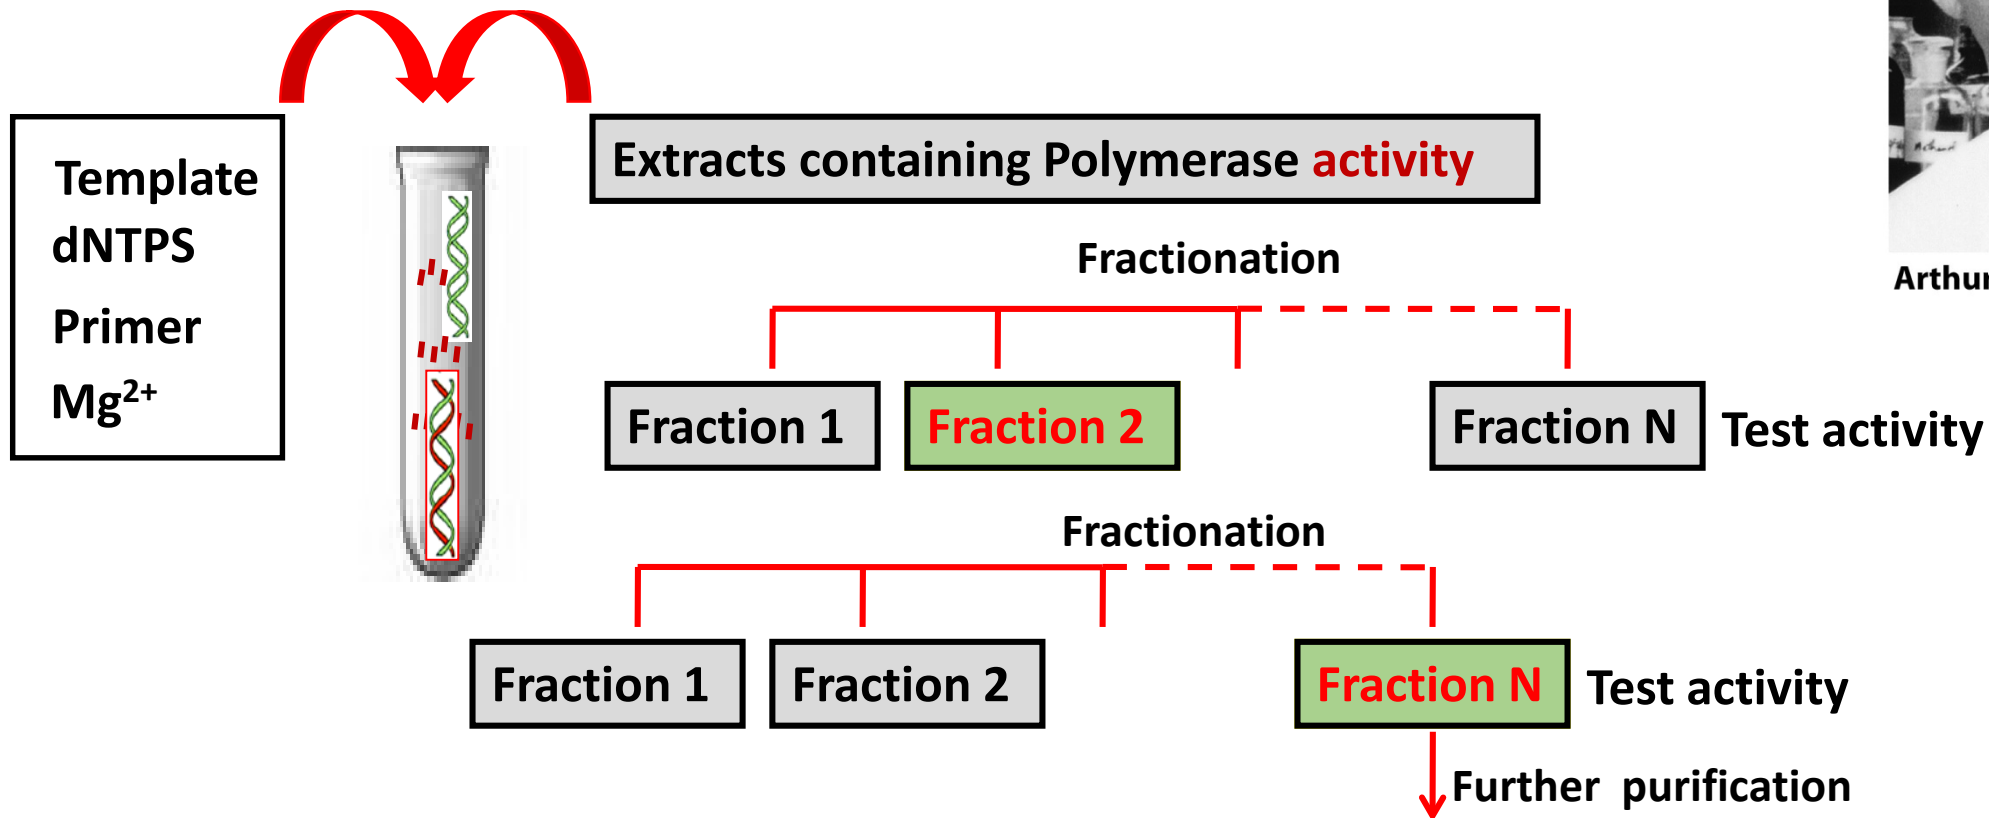 Template
dNTPS
Primer
Mg²⁺
Extracts containing Polymerase activity
Fractionation
Fraction 1
Fraction 2
Fraction N
Test activity
Fractionation
Fraction 1
Fraction 2
Fraction N
Test activity
Further purification